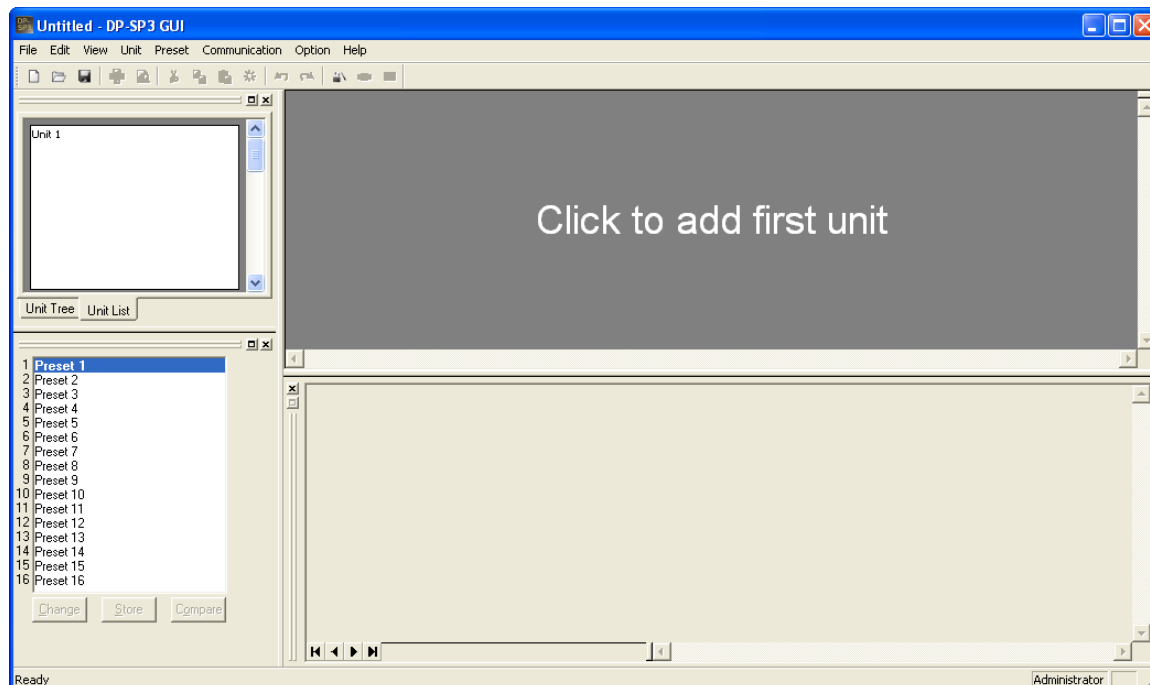 Untitled - DP-SP3 GUI
File Edit View Unit Preset Communication Option Help
Unit 1
Click to add first unit
Unit Tree Unit List
1 Preset 1
2 Preset 2
3 Preset 3
4 Preset 4
5 Preset 5
6 Preset 6
7 Preset 7
8 Preset 8
9 Preset 9
10 Preset 10
11 Preset 11
12 Preset 12
13 Preset 13
14 Preset 14
15 Preset 15
16 Preset 16
Change Store Compare
Ready Administrator